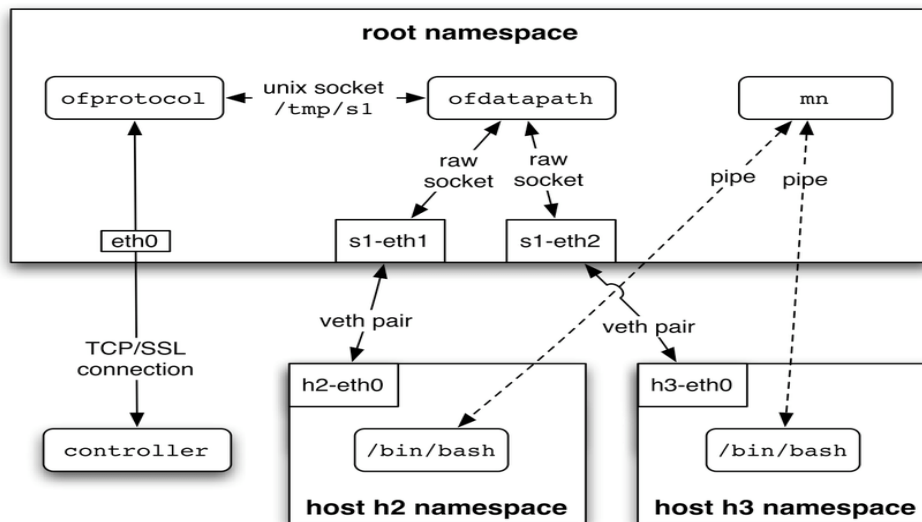 root namespace
ofprotocol
unix socket
/tmp/s1
ofdatapath
mn
raw
socket
raw
socket
pipe
pipe
eth0
s1-eth1
s1-eth2
veth pair
veth pair
TCP/SSL
connection
h2-eth0
h3-eth0
controller
/bin/bash
/bin/bash
host h2 namespace
host h3 namespace